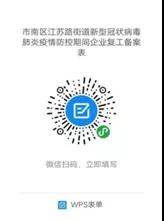 市南区江苏路街道新型冠状病毒
肺炎疫情防控期间企业复工备案
表
微信扫码，立即填写
WPS表单